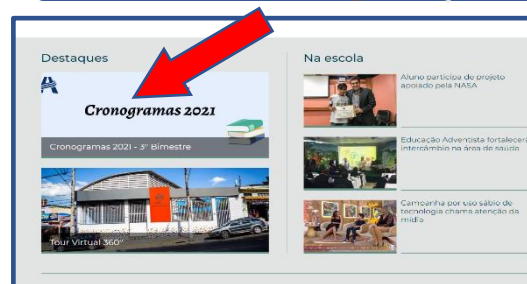 Destaques
Cronogramas 2021
Cronogramas 2021 - 3º Bimestre
Tour Virtual 360°
Na escola
Aluno participa de projeto
apoiado pela NASA
Educação Adventista fortalecerá
intercâmbio na área de saúde
Campanha por uso sábio de
tecnologia chama atenção da
mídia